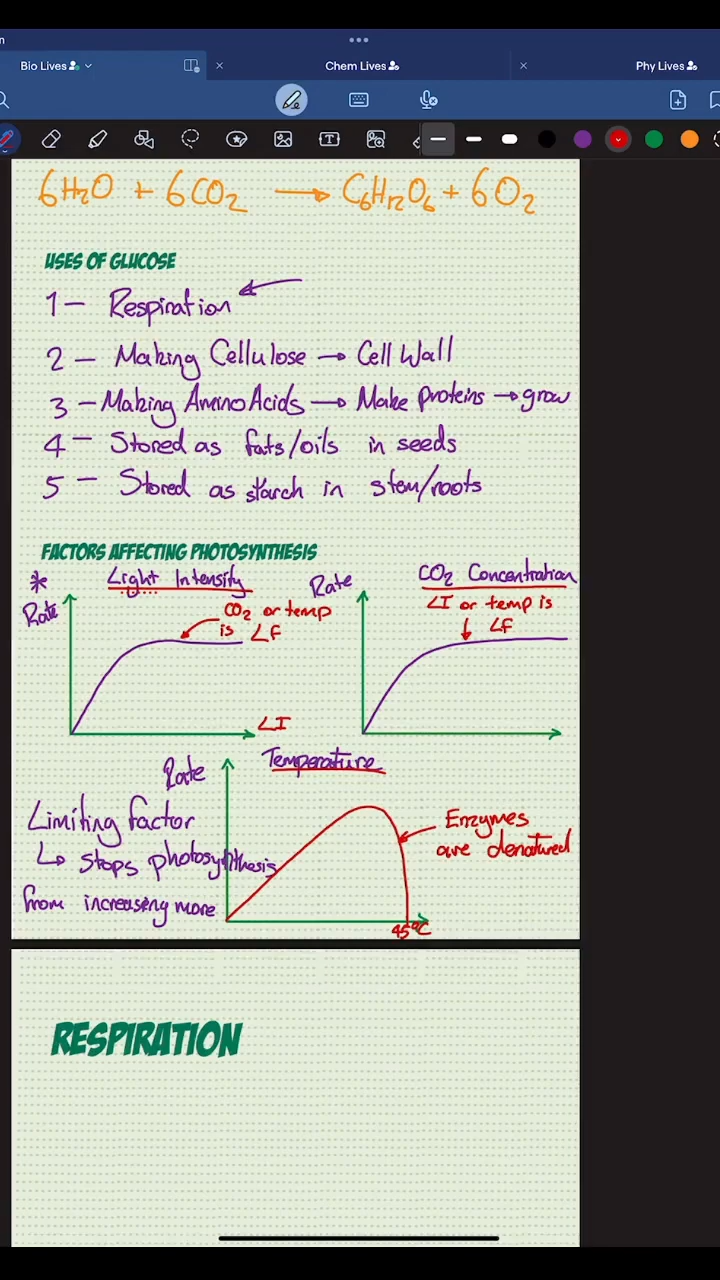 n
Bio Lives
Chem Lives
Phy Lives
6H₂O + 6CO₂ → C₆H₁₂O₆ + 6O₂
USES OF GLUCOSE
1 — Respiration
2 — Making Cellulose → Cell Wall
3 — Making Amino Acids → Make Proteins → grow
4 — Stored as fats/oils in seeds
5 — Stored as starch in stem/roots
FACTORS AFFECTING PHOTOSYNTHESIS
* Light Intensity
Rate
CO₂ or temp
is LF
LI
CO₂ Concentration
Rate
LI or temp is
LF
Temperature
Rate
Enzymes
are denatured
45°C
Limiting factor
↳ stops photosynthesis
from increasing more
RESPIRATION